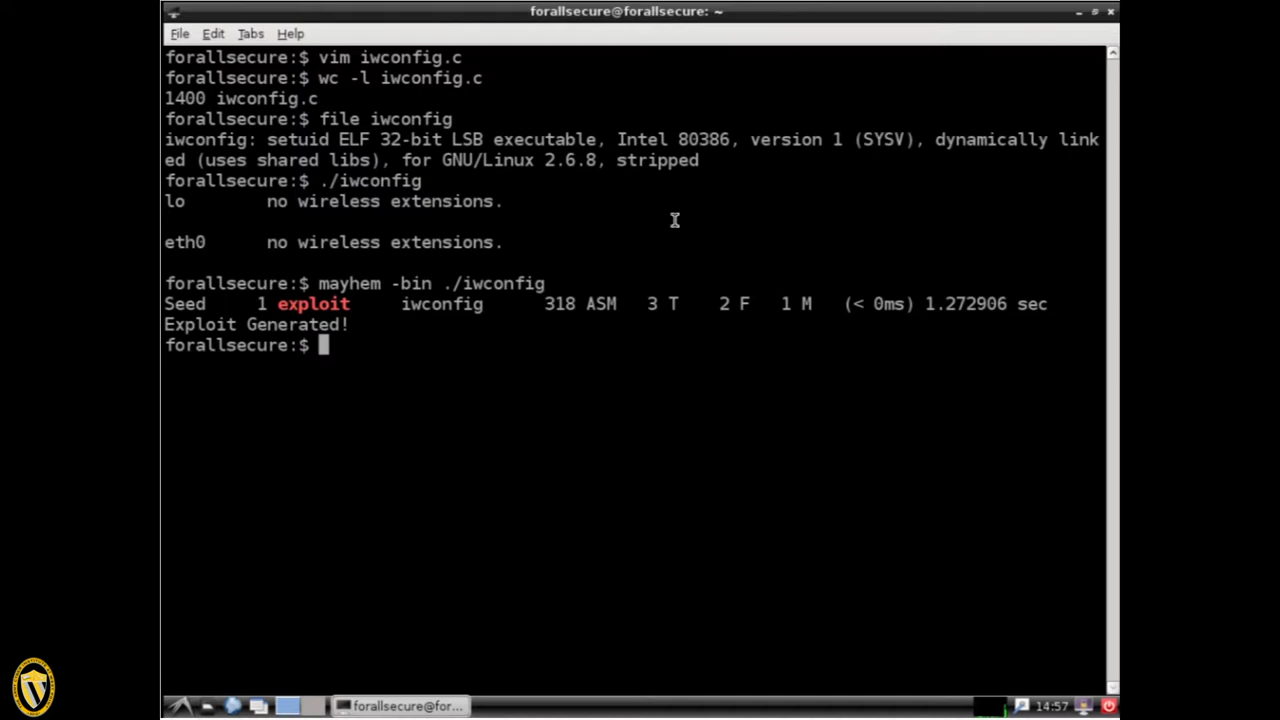 forallsecure@forallsecure: ~
File Edit Tabs Help
forallsecure:$ vim iwconfig.c
forallsecure:$ wc -l iwconfig.c
1400 iwconfig.c
forallsecure:$ file iwconfig
iwconfig: setuid ELF 32-bit LSB executable, Intel 80386, version 1 (SYSV), dynamically link
ed (uses shared libs), for GNU/Linux 2.6.8, stripped
forallsecure:$ ./iwconfig
lo        no wireless extensions.
eth0      no wireless extensions.
forallsecure:$ mayhem -bin ./iwconfig
Seed     1 exploit     iwconfig      318 ASM   3 T    2 F   1 M   (< 0ms) 1.272906 sec
Exploit Generated!
forallsecure:$
forallsecure@for... 14:57